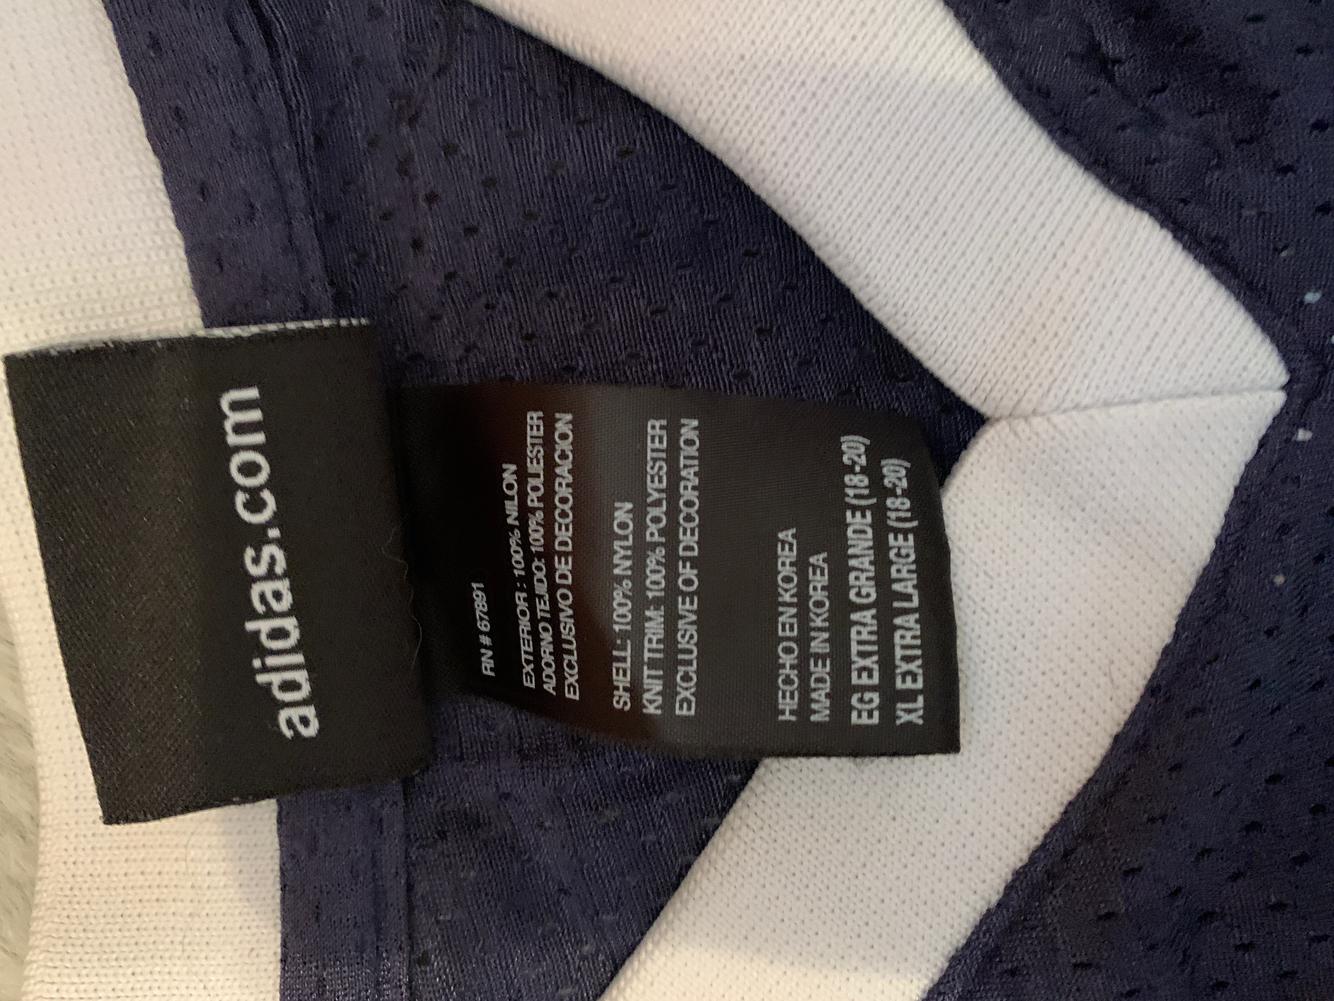 adidas.com
RN # 67891
EXTERIOR : 100% NILON
ADORNO TEJIDO: 100% POLIESTER
EXCLUSIVO DE DECORACION
SHELL: 100% NYLON
KNIT TRIM: 100% POLYESTER
EXCLUSIVE OF DECORATION
HECHO EN KOREA
MADE IN KOREA
EG EXTRA GRANDE (18-20)
XL EXTRA LARGE (18-20)